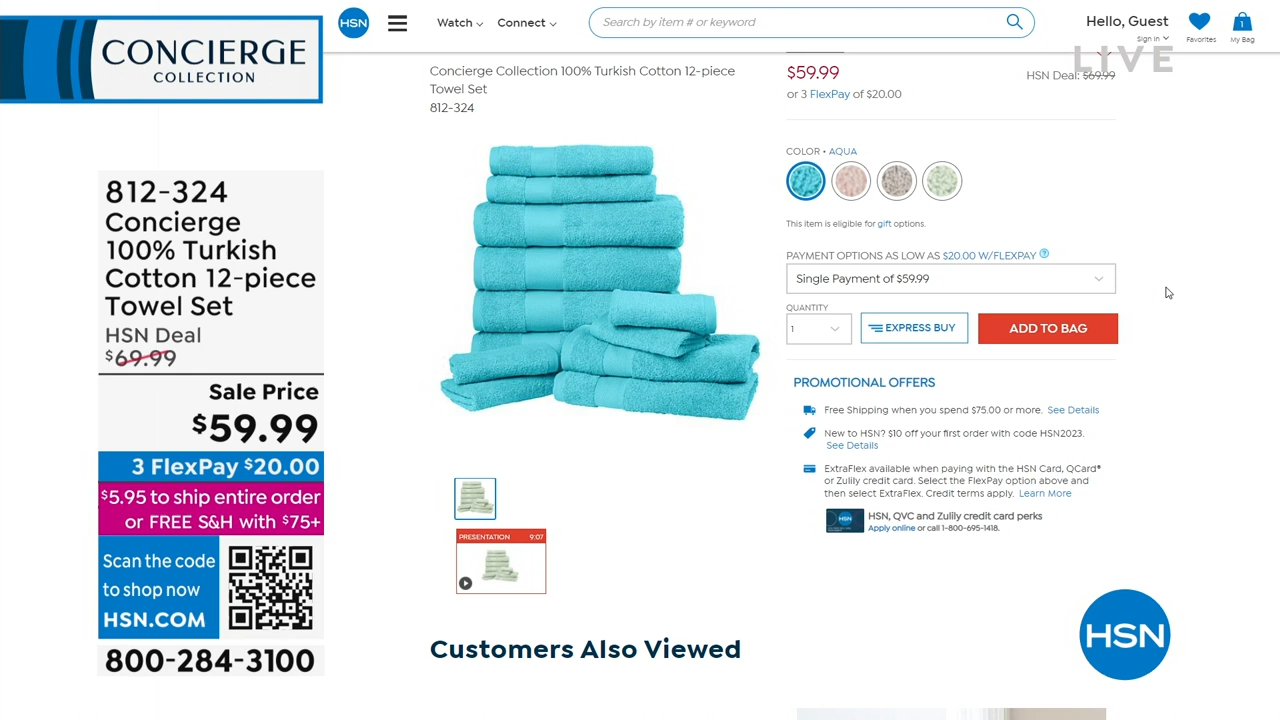 CONCIERGE
COLLECTION
812-324
Concierge
100% Turkish
Cotton 12-piece
Towel Set
HSN Deal
$69.99
Sale Price
$59.99
3 FlexPay $20.00
$5.95 to ship entire order
or FREE S&H with $75+
Scan the code
to shop now
HSN.COM
800-284-3100
HSN
Watch
Connect
Search by item # or keyword
Hello, Guest
Sign In
Favorites
1
My Bag
LIVE
Concierge Collection 100% Turkish Cotton 12-piece
Towel Set
812-324
$59.99
HSN Deal: $69.99
or 3 FlexPay of $20.00
COLOR • AQUA
This item is eligible for gift options.
PAYMENT OPTIONS AS LOW AS $20.00 W/FLEXPAY ?
Single Payment of $59.99
QUANTITY
1
EXPRESS BUY
ADD TO BAG
PROMOTIONAL OFFERS
Free Shipping when you spend $75.00 or more. See Details
New to HSN? $10 off your first order with code HSN2023.
See Details
ExtraFlex available when paying with the HSN Card, QCard®
or Zulily credit card. Select the FlexPay option above and
then select ExtraFlex. Credit terms apply. Learn More
HSN
HSN, QVC and Zulily credit card perks
Apply online or call 1-800-695-1418.
PRESENTATION 9:07
Customers Also Viewed
HSN